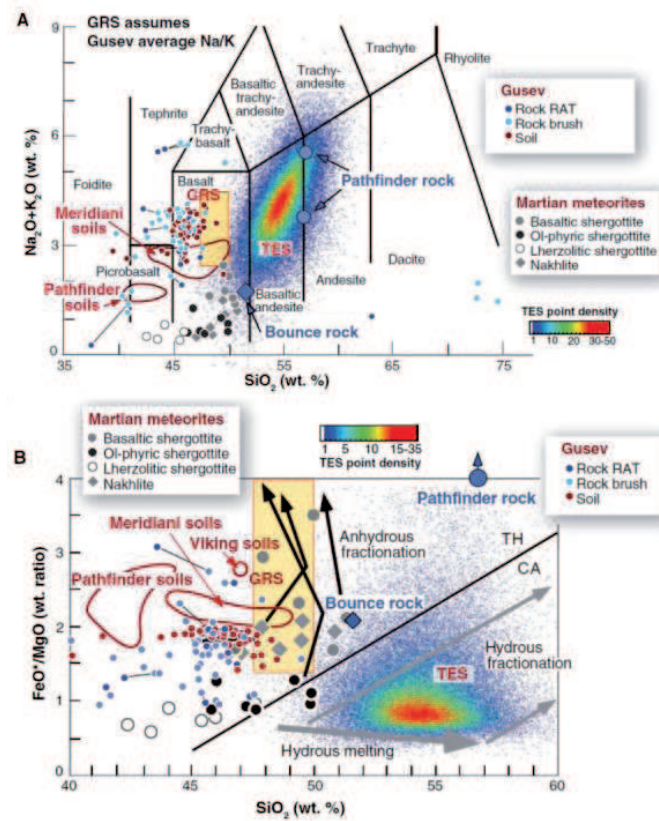 A
GRS assumes
Gusev average Na/K
9
6
3
0
Na2O+K2O (wt. %)
Foidite
Tephrite
Trachy-
basalt
Basaltic
trachy-
andesite
Trachy-
andesite
Trachyte
Rhyolite
Basalt
GRS
Meridiani
soils
Picrobalt
Pathfinder
soils
TES
Pathfinder rock
Basaltic
andesite
Andesite
Dacite
Bounce rock
35
45
55
65
75
SiO2 (wt. %)
Gusev
Rock RAT
Rock brush
Soil
Martian meteorites
Basaltic shergottite
Ol-phyric shergottite
Lherzolitic shergottite
Nakhlite
TES point density
1 10 20 30-50
B
Martian meteorites
Basaltic shergottite
Ol-phyric shergottite
Lherzolitic shergottite
Nakhlite
1 5 10 15-35
TES point density
Gusev
Rock RAT
Rock brush
Soil
4
3
2
1
0
FeO*/MgO (wt. ratio)
Meridiani soils
Viking soils
Pathfinder soils
GRS
Anhydrous
fractionation
Pathfinder rock
TH
CA
Bounce rock
Hydrous
fractionation
TES
Hydrous melting
40
45
50
55
60
SiO2 (wt. %)